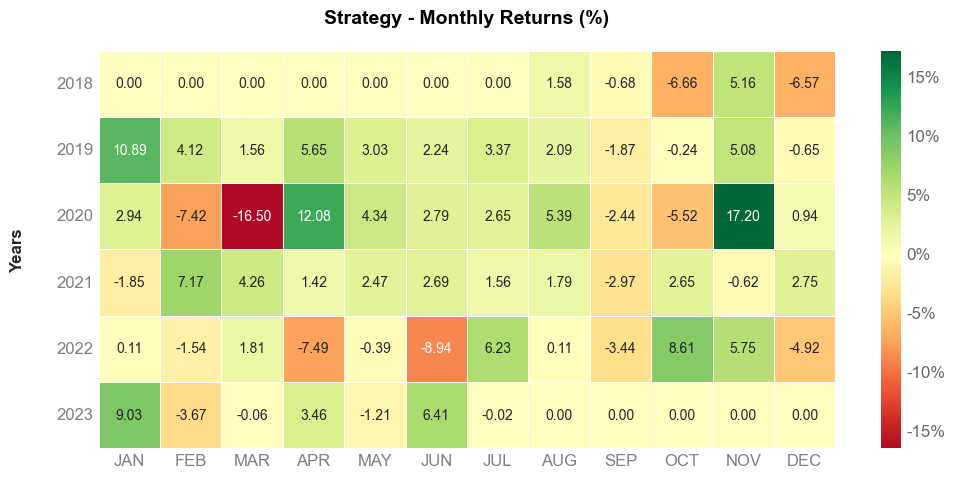 Strategy - Monthly Returns (%)
Years
2018 0.00 0.00 0.00 0.00 0.00 0.00 0.00 1.58 -0.68 -6.66 5.16 -6.57
2019 10.89 4.12 1.56 5.65 3.03 2.24 3.37 2.09 -1.87 -0.24 5.08 -0.65
2020 2.94 -7.42 -16.50 12.08 4.34 2.79 2.65 5.39 -2.44 -5.52 17.20 0.94
2021 -1.85 7.17 4.26 1.42 2.47 2.69 1.56 1.79 -2.97 2.65 -0.62 2.75
2022 0.11 -1.54 1.81 -7.49 -0.39 -8.94 6.23 0.11 -3.44 8.61 5.75 -4.92
2023 9.03 -3.67 -0.06 3.46 -1.21 6.41 -0.02 0.00 0.00 0.00 0.00 0.00
JAN FEB MAR APR MAY JUN JUL AUG SEP OCT NOV DEC
15%
10%
5%
0%
-5%
-10%
-15%